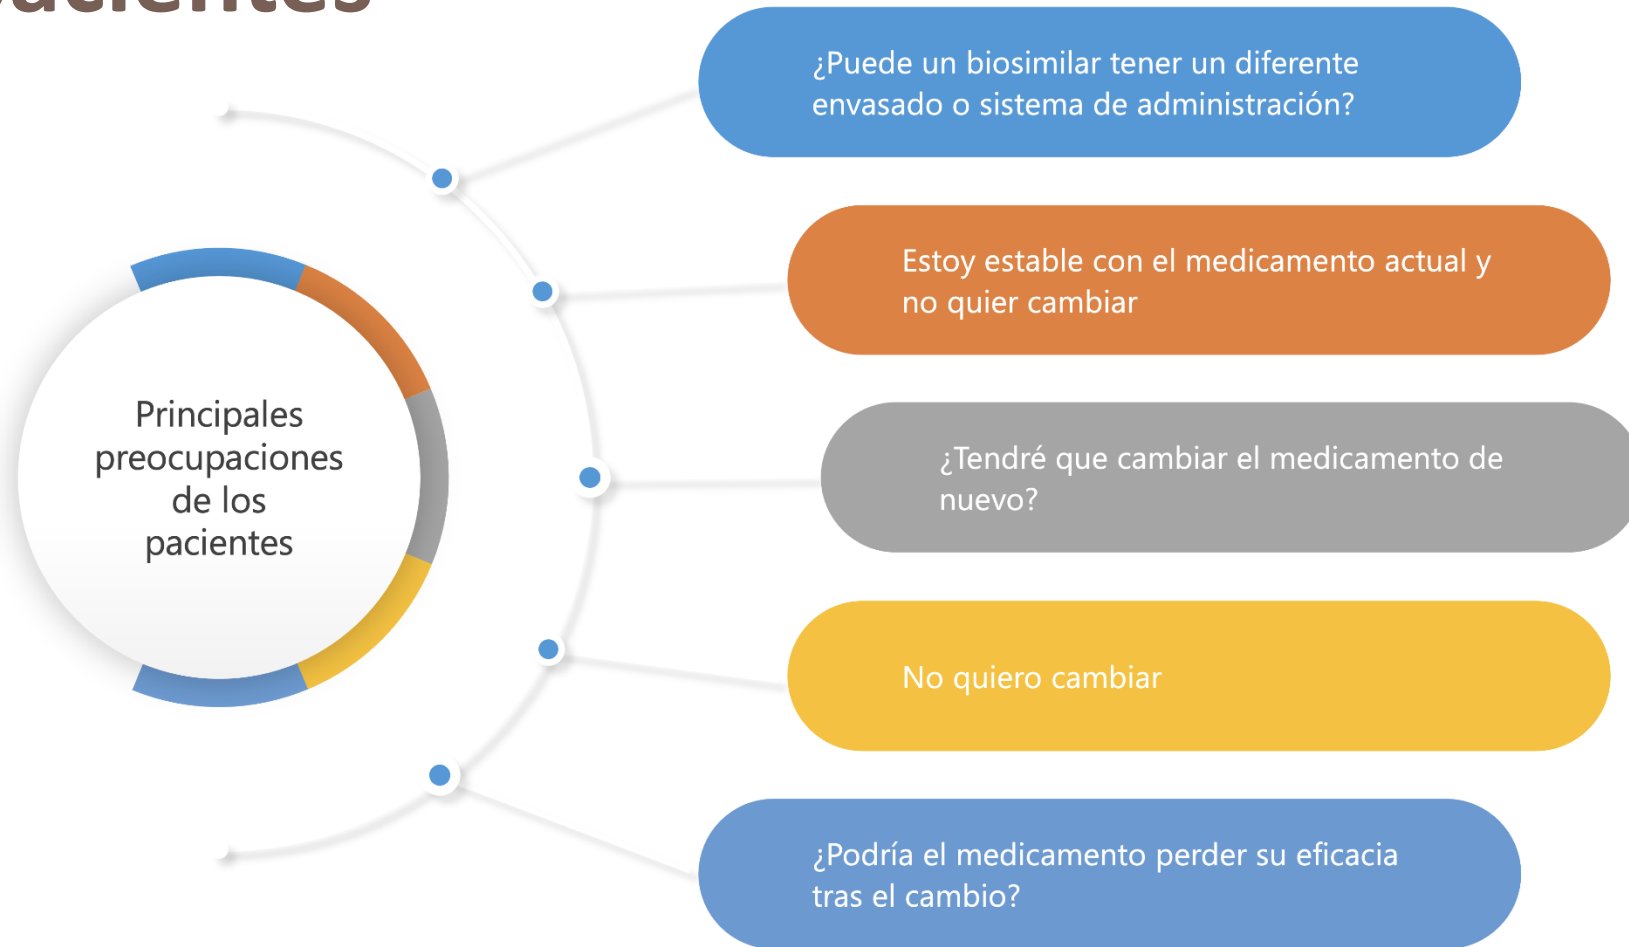 pacientes
¿Puede un biosimilar tener un diferente
envasado o sistema de administración?
Estoy estable con el medicamento actual y
no quier cambiar
Principales
preocupaciones
de los
pacientes
¿Tendré que cambiar el medicamento de
nuevo?
No quiero cambiar
¿Podría el medicamento perder su eficacia
tras el cambio?